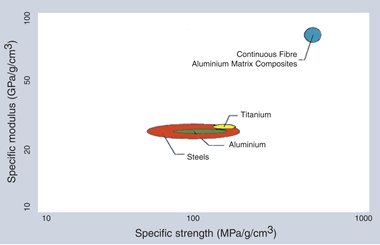 100
50
20
10
Specific modulus (GPa/g/cm3)
Continuous Fibre
Aluminium Matrix Composites
Titanium
Aluminium
Steels
10
100
1000
Specific strength (MPa/g/cm3)